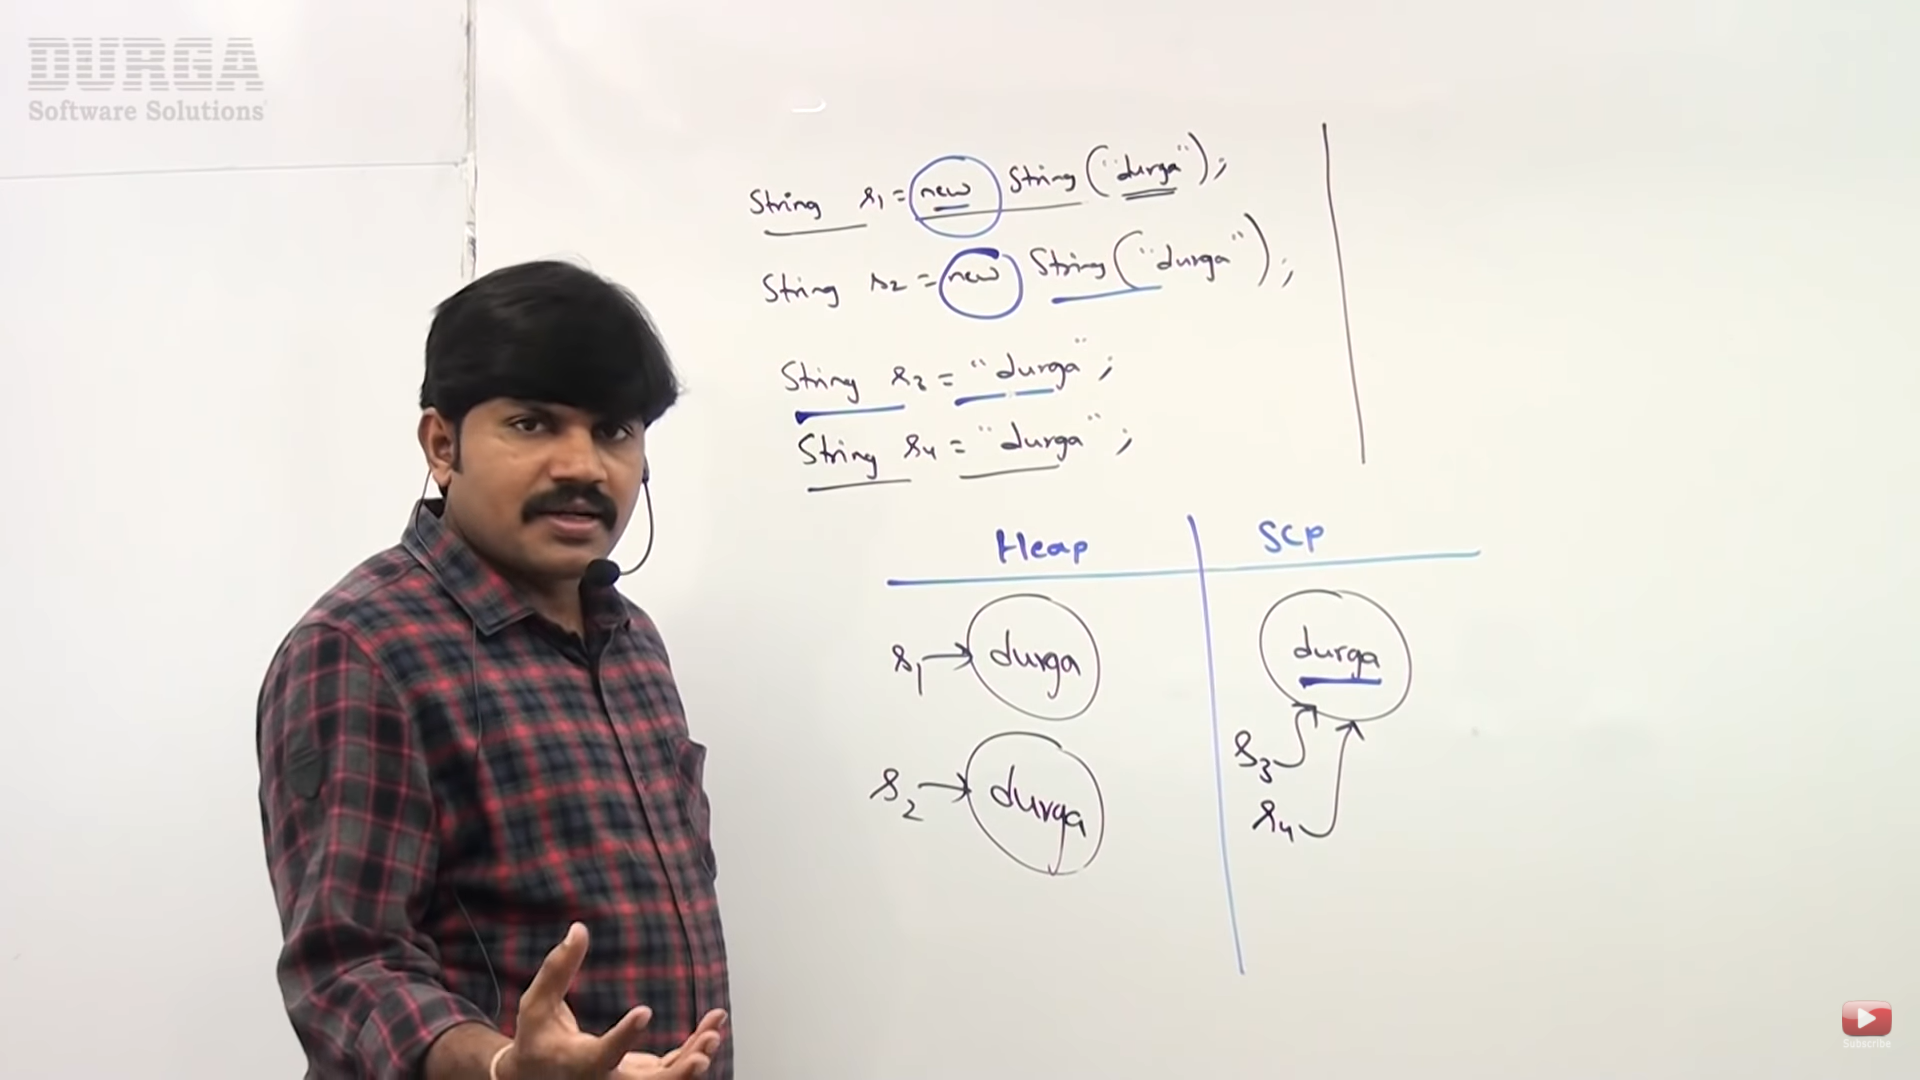 DURGA
Software Solutions
String s1 = new String("durga");
String s2 = new String("durga");
String s3 = "durga";
String s4 = "durga";
Heap SCP
s1 durga durga
s3
s2 durga s4
Subscribe